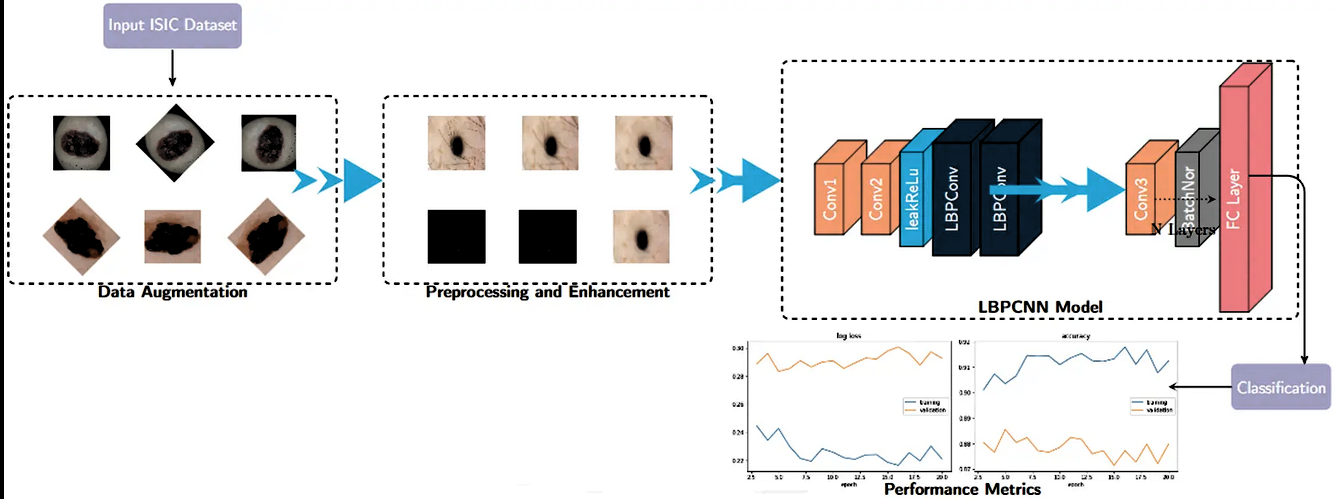 Input ISIC Dataset
Data Augmentation
Preprocessing and Enhancement
Conv1
Conv2
leakReLu
LBPConv
LBPConv
Conv3
BatchNor
N Layers
FC Layer
LBPCNN Model
Classification
log loss
0.30
0.28
0.26
0.24
0.22
2.5 5.0 7.5 10.0 12.5 15.0 17.5 20.0
epoch
training
validation
accuracy
0.92
0.91
0.90
0.89
0.88
0.87
2.5 5.0 7.5 10.0 12.5 15.0 17.5 20.0
epoch
training
validation
Performance Metrics